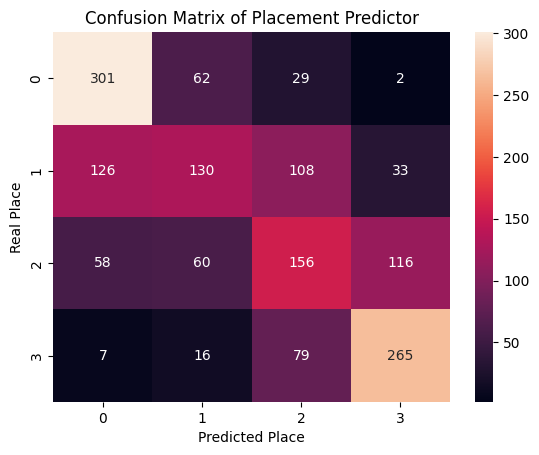 Confusion Matrix of Placement Predictor
0 301 62 29 2
1 126 130 108 33
2 58 60 156 116
3 7 16 79 265
0 1 2 3
Real Place
Predicted Place
300
250
200
150
100
50